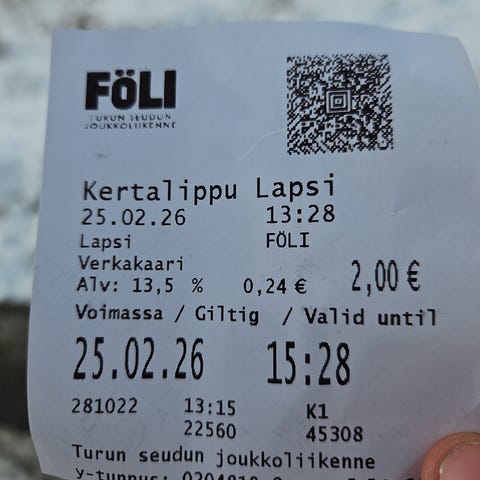 FÖLI
TURUN SEUDUN
JOUKKOLIIKENNE
Kertalippu Lapsi
25.02.26 13:28
Lapsi FÖLI
Verkakaari
Alv: 13,5 % 0,24 € 2,00 €
Voimassa / Giltig / Valid until
25.02.26 15:28
281022 13:15 K1
22560 45308
Turun seudun joukkoliikenne
y-tunnus: